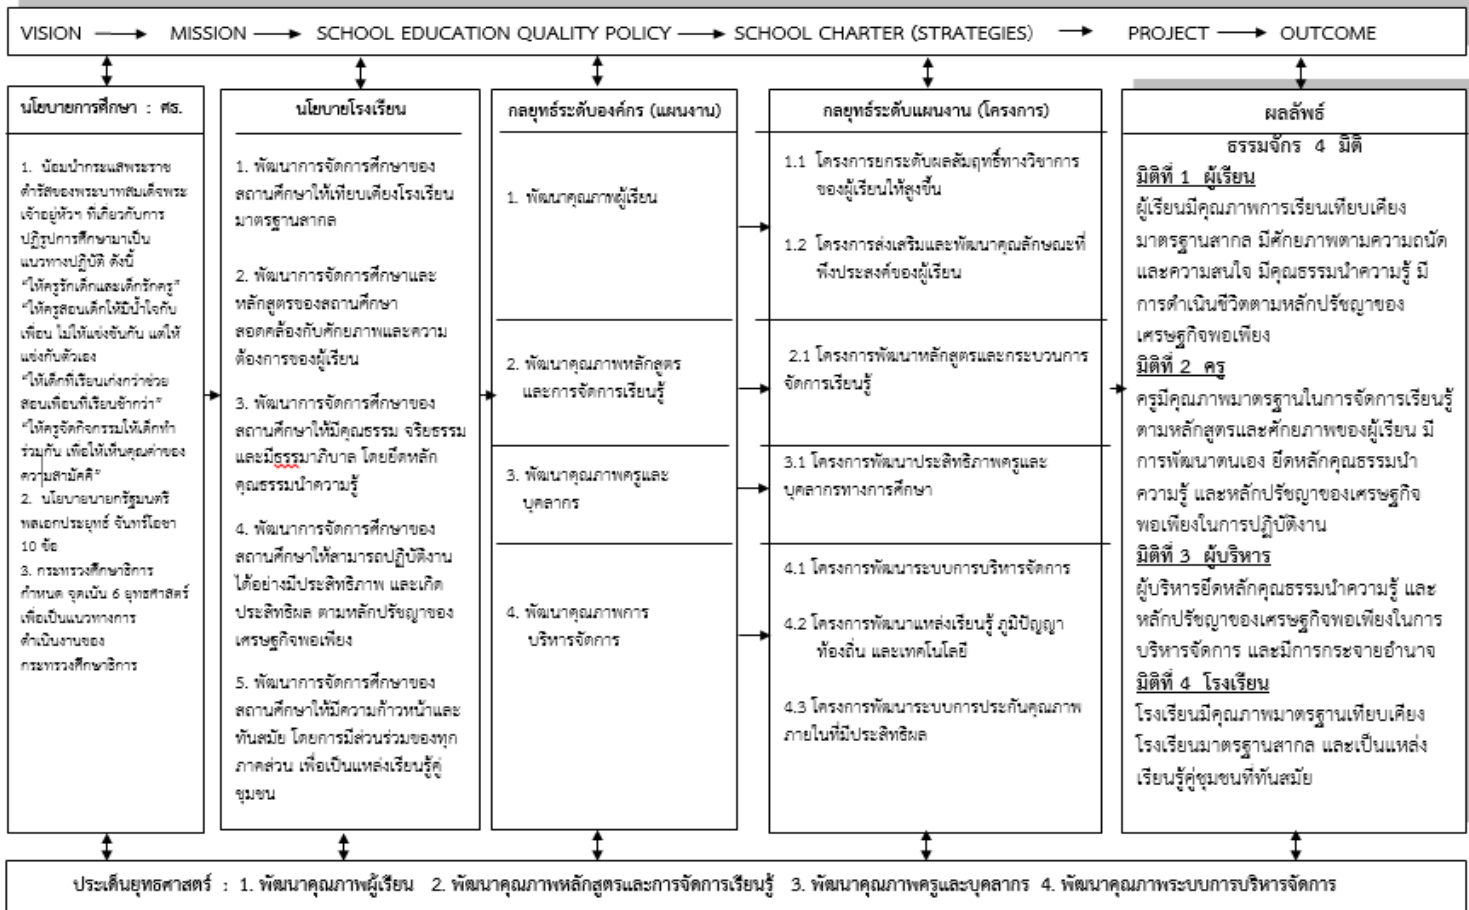 VISION → MISSION → SCHOOL EDUCATION QUALITY POLICY → SCHOOL CHARTER (STRATEGIES) → PROJECT → OUTCOME
นโยบายการศึกษา : ศธ.
1. น้อมนำกระแสพระราช
ดำรัสของพระบาทสมเด็จพระ
เจ้าอยู่หัวฯ ที่เกี่ยวกับการ
ปฏิรูปการศึกษามาเป็น
แนวทางปฏิบัติ ดังนี้
“ให้ครูรักเด็กและเด็กรักครู”
“ให้ครูสอนเด็กให้มีน้ำใจกับ
เพื่อน ไม่ให้แข่งขันกัน แต่ให้
แข่งกับตัวเอง
“ให้เด็กที่เรียนเก่งกว่าช่วย
สอนเพื่อนที่เรียนช้ากว่า”
“ให้ครูจัดกิจกรรมให้เด็กทำ
ร่วมกัน เพื่อให้เห็นคุณค่าของ
ความสามัคคี”
2. นโยบายนายกรัฐมนตรี
พลเอกประยุทธ์ จันทร์โอชา
10 ข้อ
3. กระทรวงศึกษาธิการ
กำหนด จุดเน้น 6 ยุทธศาสตร์
เพื่อเป็นแนวทางการ
ดำเนินงานของ
กระทรวงศึกษาธิการ
นโยบายโรงเรียน
1. พัฒนาการจัดการศึกษาของ
สถานศึกษาให้เทียบเคียงโรงเรียน
มาตรฐานสากล
2. พัฒนาการจัดการศึกษาและ
หลักสูตรของสถานศึกษา
สอดคล้องกับศักยภาพและความ
ต้องการของผู้เรียน
3. พัฒนาการจัดการศึกษาของ
สถานศึกษาให้มีคุณธรรม จริยธรรม
และมีธรรมาภิบาล โดยยึดหลัก
คุณธรรมนำความรู้
4. พัฒนาการจัดการศึกษาของ
สถานศึกษาให้สามารถปฏิบัติงาน
ได้อย่างมีประสิทธิภาพ และเกิด
ประสิทธิผล ตามหลักปรัชญาของ
เศรษฐกิจพอเพียง
5. พัฒนาการจัดการศึกษาของ
สถานศึกษาให้มีความก้าวหน้าและ
ทันสมัย โดยการมีส่วนร่วมของทุก
ภาคส่วน เพื่อเป็นแหล่งเรียนรู้คู่
ชุมชน
กลยุทธ์ระดับองค์กร (แผนงาน)
1. พัฒนาคุณภาพผู้เรียน
2. พัฒนาคุณภาพหลักสูตร
และการจัดการเรียนรู้
3. พัฒนาคุณภาพครูและ
บุคลากร
4. พัฒนาคุณภาพการ
บริหารจัดการ
กลยุทธ์ระดับแผนงาน (โครงการ)
1.1 โครงการยกระดับผลสัมฤทธิ์ทางวิชาการ
ของผู้เรียนให้สูงขึ้น
1.2 โครงการส่งเสริมและพัฒนาคุณลักษณะที่
พึงประสงค์ของผู้เรียน
2.1 โครงการพัฒนาหลักสูตรและกระบวนการ
จัดการเรียนรู้
3.1 โครงการพัฒนาประสิทธิภาพครูและ
บุคลากรทางการศึกษา
4.1 โครงการพัฒนาระบบการบริหารจัดการ
4.2 โครงการพัฒนาแหล่งเรียนรู้ ภูมิปัญญา
ท้องถิ่น และเทคโนโลยี
4.3 โครงการพัฒนาระบบการประกันคุณภาพ
ภายในที่มีประสิทธิผล
ผลลัพธ์
ธรรมจักร 4 มิติ
มิติที่ 1 ผู้เรียน
ผู้เรียนมีคุณภาพการเรียนเทียบเคียง
มาตรฐานสากล มีศักยภาพตามความถนัด
และความสนใจ มีคุณธรรมนำความรู้ มี
การดำเนินชีวิตตามหลักปรัชญาของ
เศรษฐกิจพอเพียง
มิติที่ 2 ครู
ครูมีคุณภาพมาตรฐานในการจัดการเรียนรู้
ตามหลักสูตรและศักยภาพของผู้เรียน มี
การพัฒนาตนเอง ยึดหลักคุณธรรมนำ
ความรู้ และหลักปรัชญาของเศรษฐกิจ
พอเพียงในการปฏิบัติงาน
มิติที่ 3 ผู้บริหาร
ผู้บริหารยึดหลักคุณธรรมนำความรู้ และ
หลักปรัชญาของเศรษฐกิจพอเพียงในการ
บริหารจัดการ และมีการกระจายอำนาจ
มิติที่ 4 โรงเรียน
โรงเรียนมีคุณภาพมาตรฐานเทียบเคียง
โรงเรียนมาตรฐานสากล และเป็นแหล่ง
เรียนรู้คู่ชุมชนที่ทันสมัย
ประเด็นยุทธศาสตร์ : 1. พัฒนาคุณภาพผู้เรียน 2. พัฒนาคุณภาพหลักสูตรและการจัดการเรียนรู้ 3. พัฒนาคุณภาพครูและบุคลากร 4. พัฒนาคุณภาพระบบการบริหารจัดการ